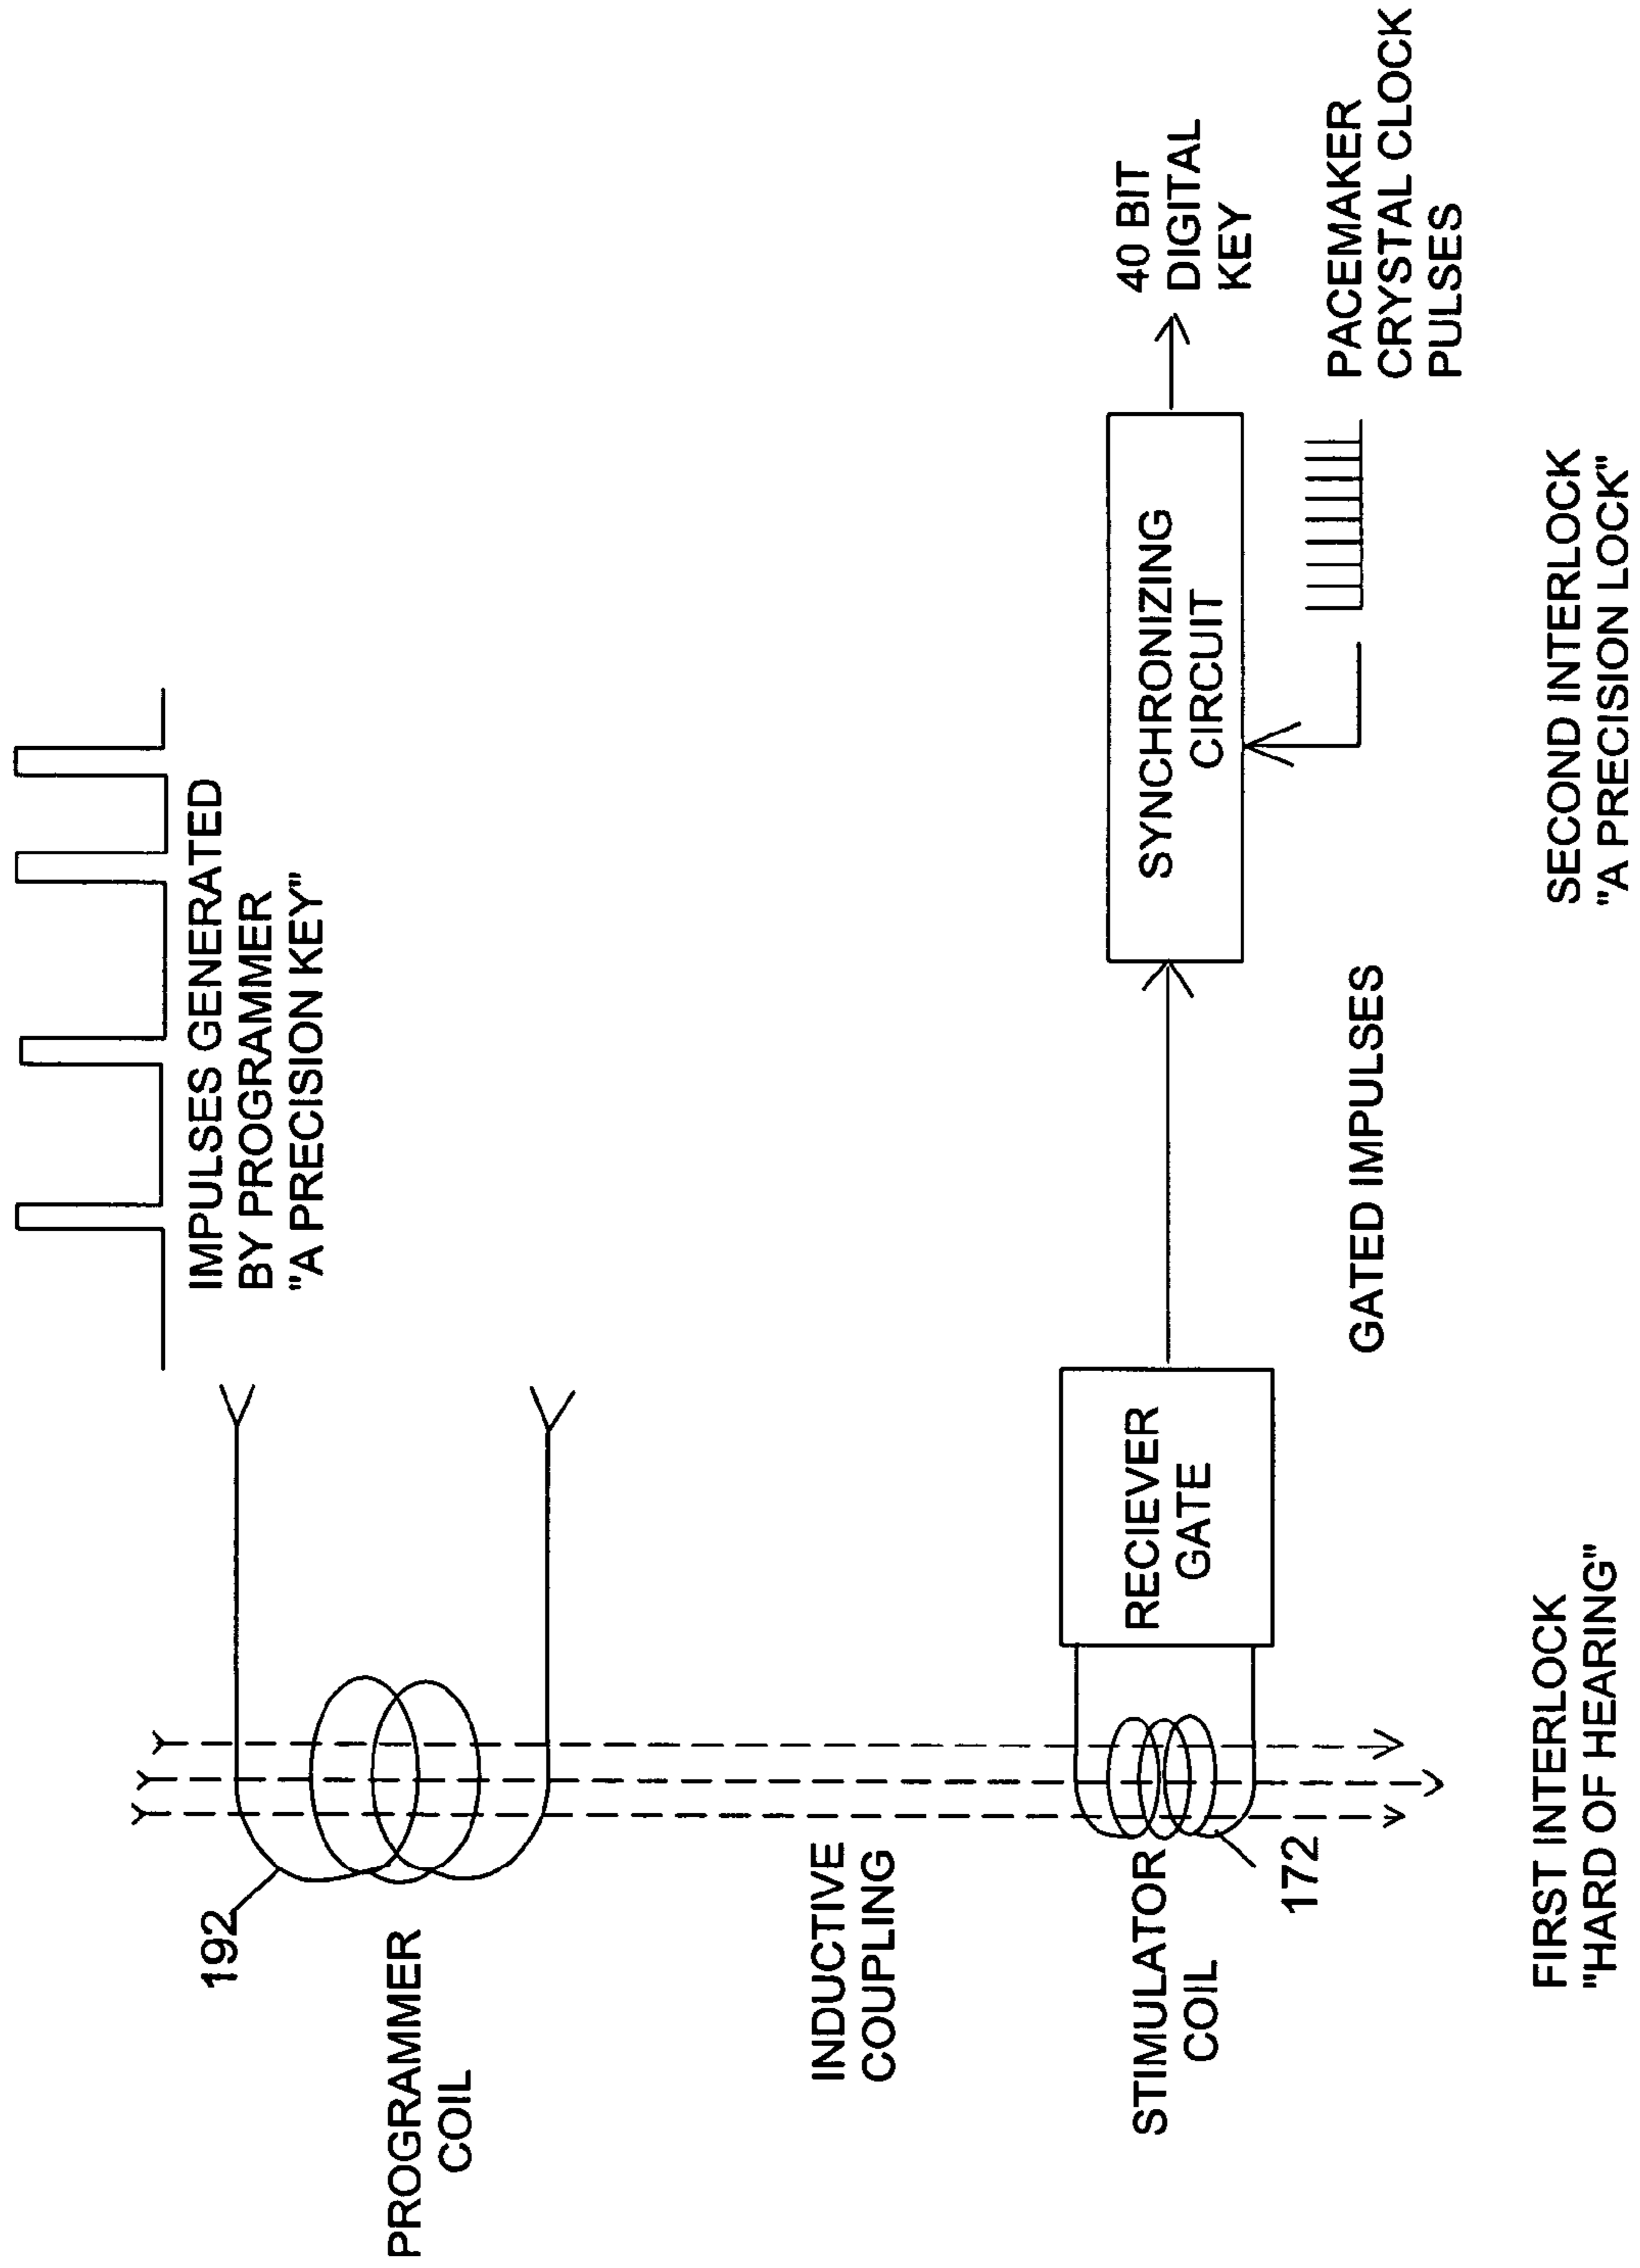 IMPULSES GENERATED
BY PROGRAMMER
"A PRECISION KEY"
192
PROGRAMMER
COIL
INDUCTIVE
COUPLING
STIMULATOR
COIL
172
RECIEVER
GATE
GATED IMPULSES
SYNCHRONIZING
CIRCUIT
40 BIT
DIGITAL
KEY
PACEMAKER
CRYSTAL CLOCK
PULSES
FIRST INTERLOCK
"HARD OF HEARING"
SECOND INTERLOCK
"A PRECISION LOCK"